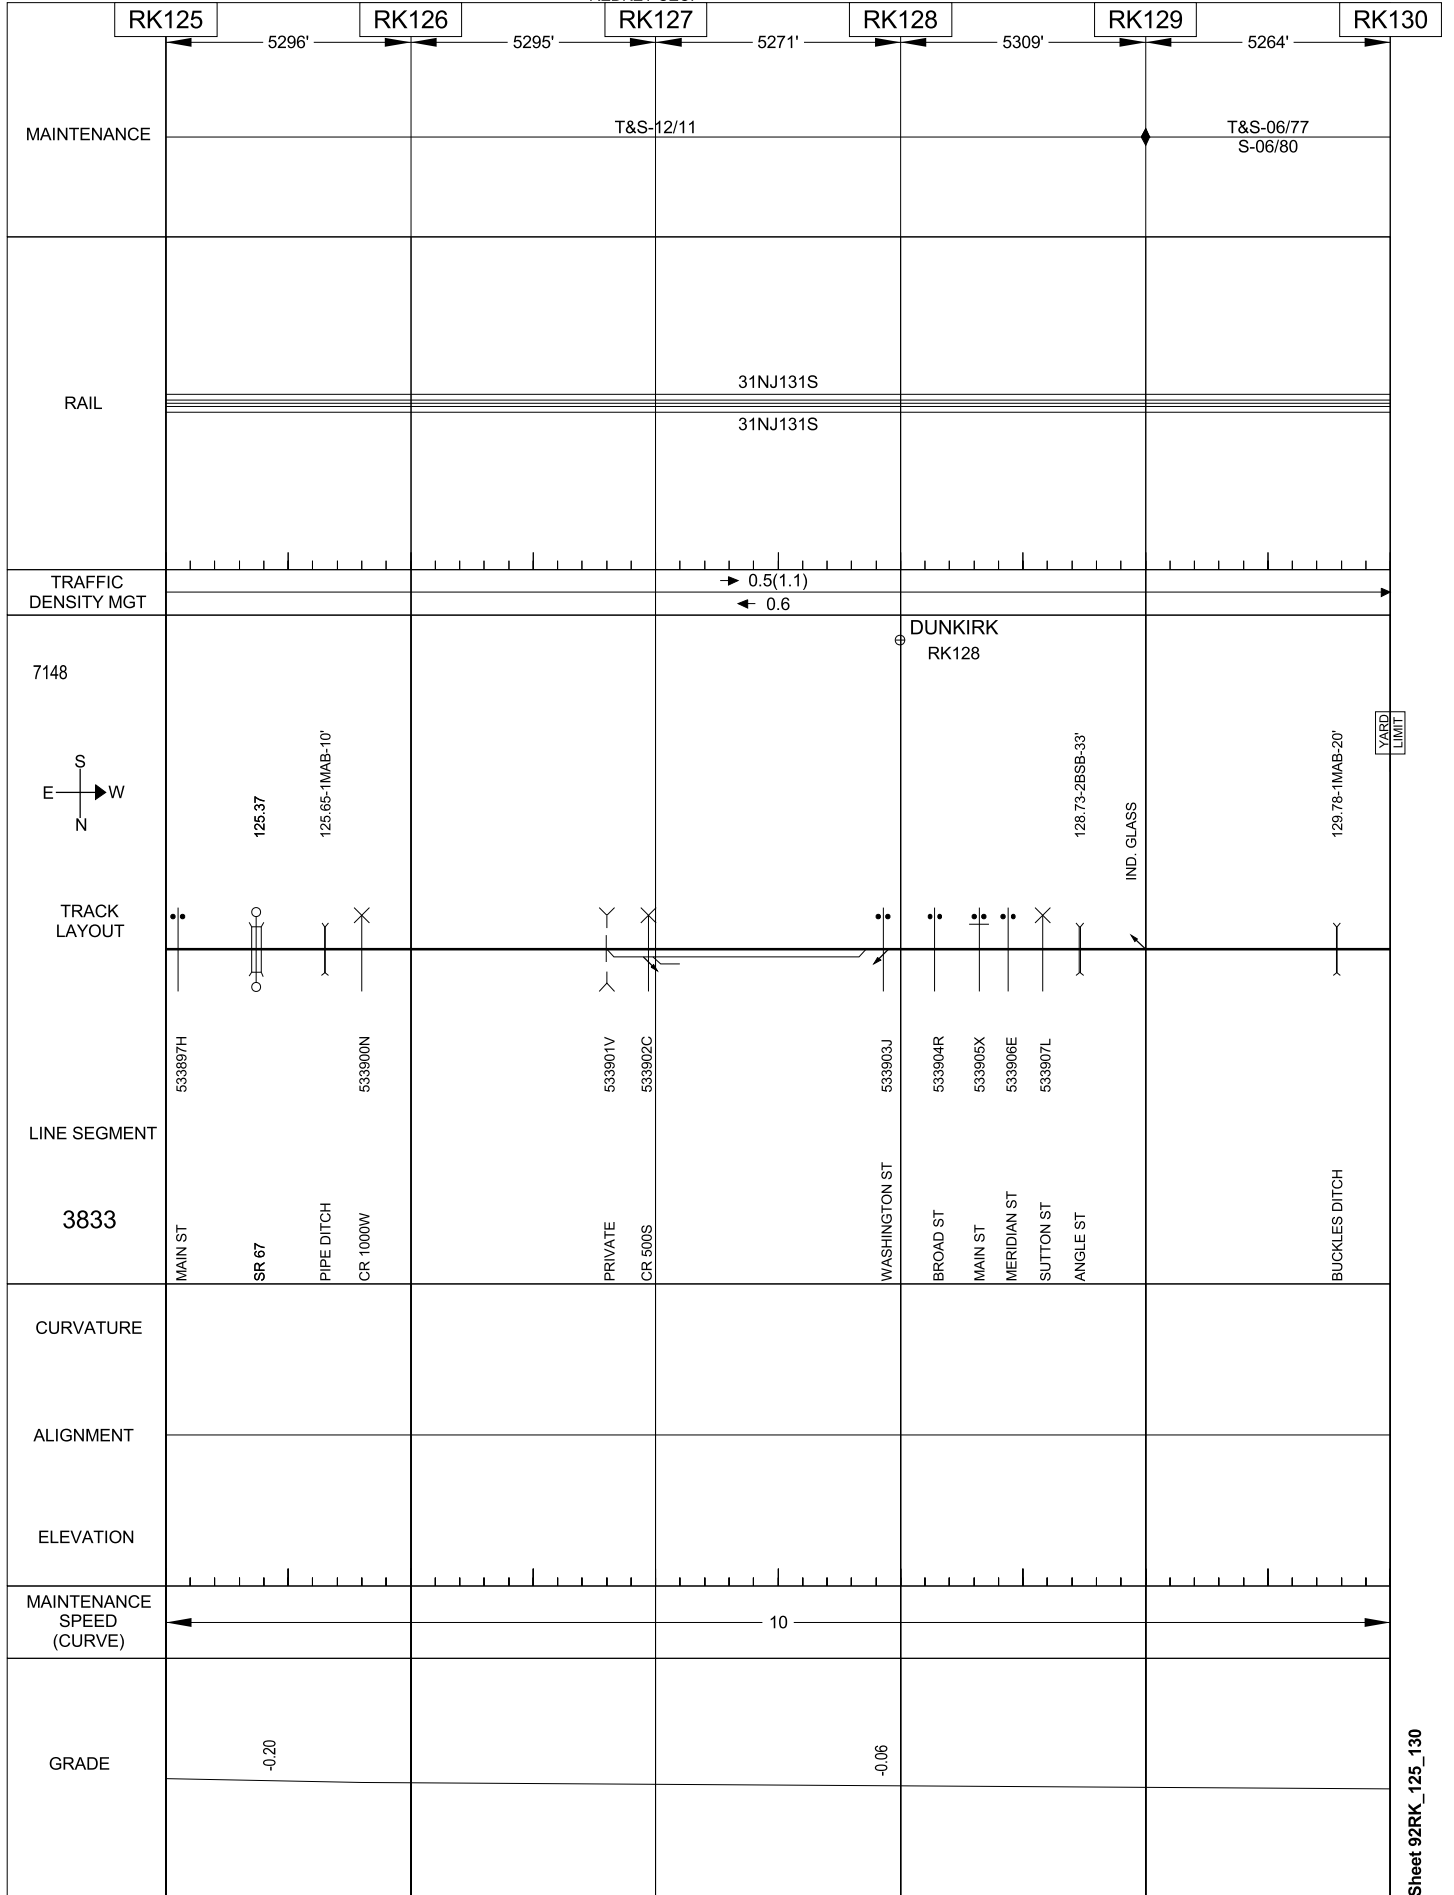 RK125 RK126 RK127 RK128 RK129 RK130
5296' 5295' 5271' 5309' 5264'
MAINTENANCE
T&S-12/11
T&S-06/77
S-06/80
RAIL
31NJ131S
31NJ131S
TRAFFIC
DENSITY MGT
0.5(1.1)
0.6
DUNKIRK
RK128
7148
YARD
LIMIT
S
E W
N
125.37
125.65-1MAB-10'
128.73-2BSB-33'
IND. GLASS
129.78-1MAB-20'
TRACK
LAYOUT
533897H
533900N
533901V
533902C
533903J
533904R
533905X
533906E
533907L
LINE SEGMENT
3833
MAIN ST
SR 67
PIPE DITCH
CR 1000W
PRIVATE
CR 500S
WASHINGTON ST
BROAD ST
MAIN ST
MERIDIAN ST
SUTTON ST
ANGLE ST
BUCKLES DITCH
CURVATURE
ALIGNMENT
ELEVATION
MAINTENANCE
SPEED
(CURVE)
10
GRADE
-0.20
-0.06
Sheet 92RK_125_130